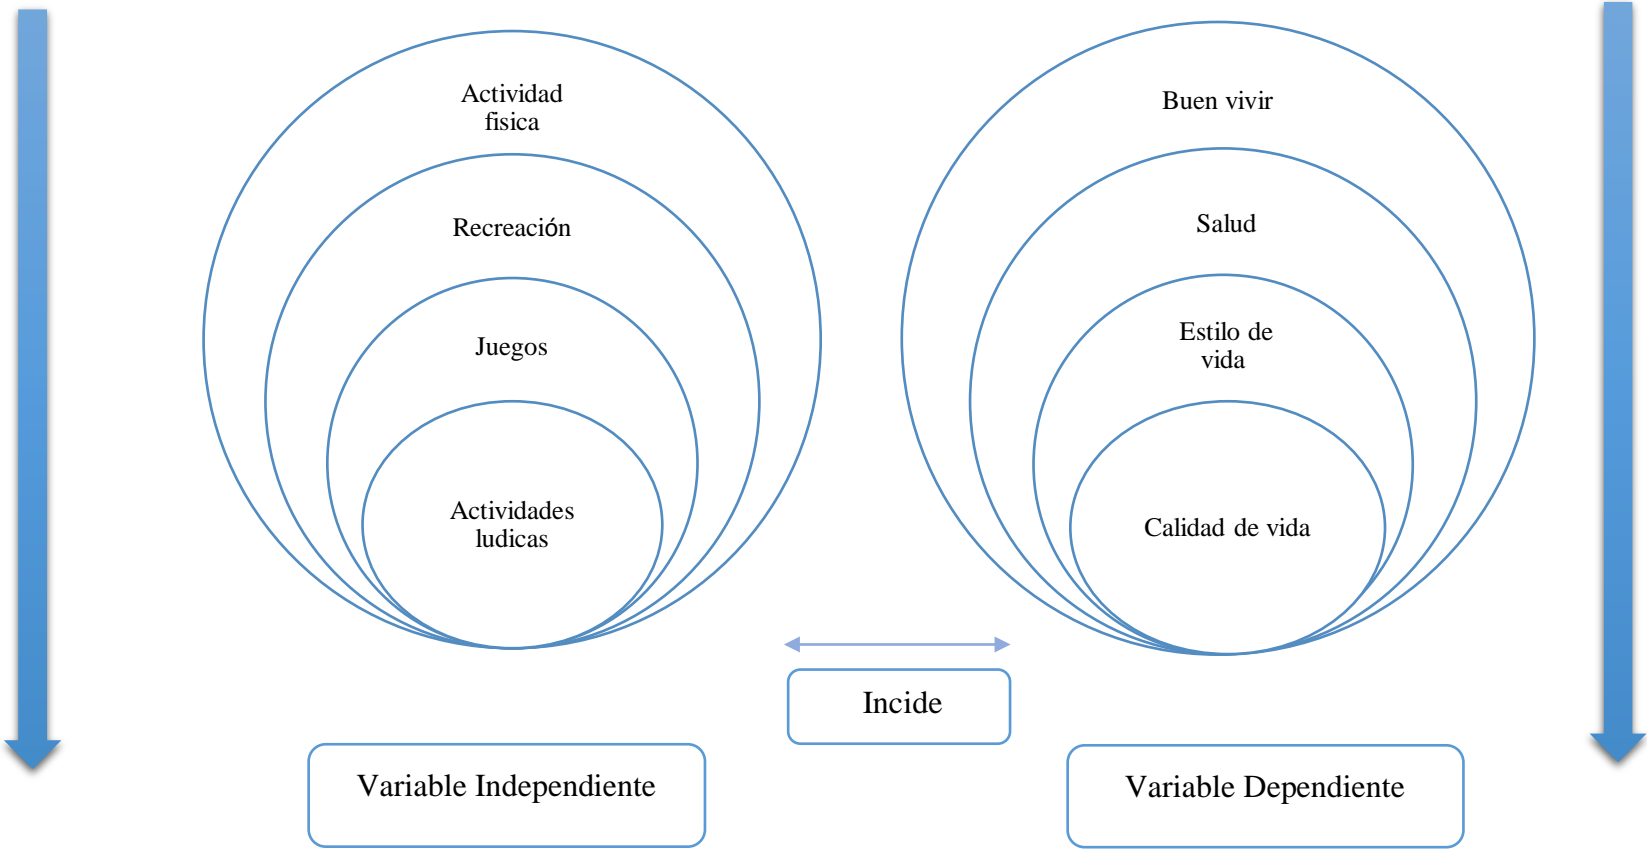 Actividad
fisica
Recreación
Juegos
Actividades
ludicas
Buen vivir
Salud
Estilo de
vida
Calidad de vida
Incide
Variable Independiente
Variable Dependiente